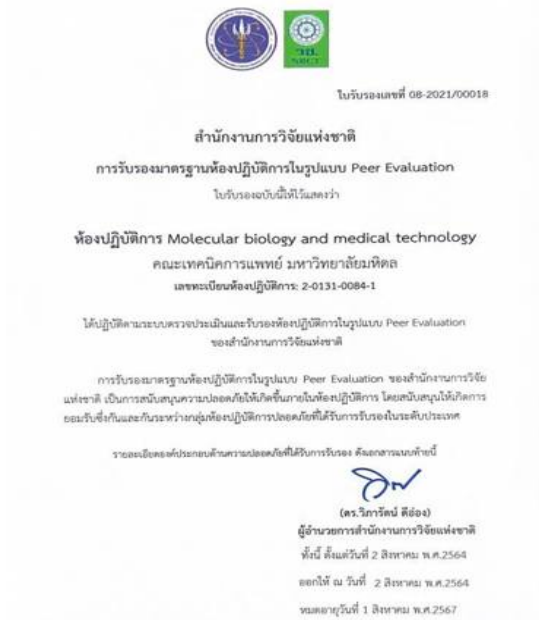 วช.
NRCT
ใบรับรองเลขที่ 08-2021/00018
สำนักงานการวิจัยแห่งชาติ
การรับรองมาตรฐานห้องปฏิบัติการในรูปแบบ Peer Evaluation
ใบรับรองฉบับนี้ให้ไว้แสดงว่า
ห้องปฏิบัติการ Molecular biology and medical technology
คณะเทคนิคการแพทย์ มหาวิทยาลัยมหิดล
เลขทะเบียนห้องปฏิบัติการ: 2-0131-0084-1
ได้ปฏิบัติตามระบบตรวจประเมินและรับรองห้องปฏิบัติการในรูปแบบ Peer Evaluation
ของสำนักงานการวิจัยแห่งชาติ
การรับรองมาตรฐานห้องปฏิบัติการในรูปแบบ Peer Evaluation ของสำนักงานการวิจัย
แห่งชาติ เป็นการสนับสนุนความปลอดภัยให้เกิดขึ้นภายในห้องปฏิบัติการ โดยสนับสนุนให้เกิดการ
ยอมรับซึ่งกันและกันระหว่างกลุ่มห้องปฏิบัติการปลอดภัยที่ได้รับการรับรองในระดับประเทศ
รายละเอียดองค์ประกอบด้านความปลอดภัยที่ได้รับการรับรอง ดังเอกสารแนบท้ายนี้
(ดร.วิภารัตน์ ดีอ่อง)
ผู้อำนวยการสำนักงานการวิจัยแห่งชาติ
ทั้งนี้ ตั้งแต่วันที่ 2 สิงหาคม พ.ศ.2564
ออกให้ ณ วันที่ 2 สิงหาคม พ.ศ.2564
หมดอายุวันที่ 1 สิงหาคม พ.ศ.2567